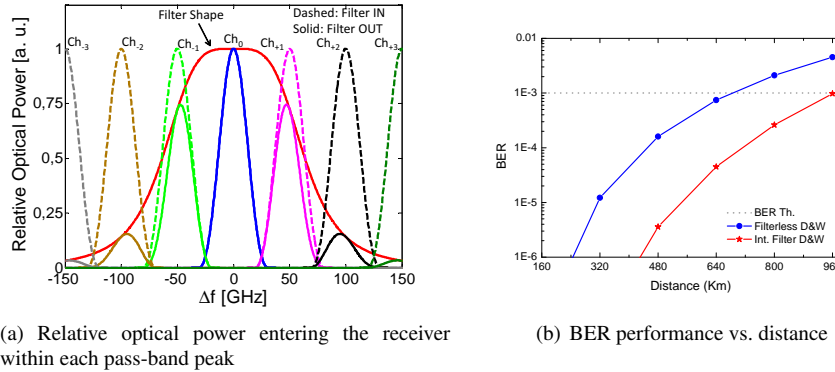 Filter Shape
Dashed: Filter IN
Solid: Filter OUT
Ch-3
Ch-2
Ch-1
Ch0
Ch+1
Ch+2
Ch+3
Relative Optical Power [a. u.]
1
0,75
0,5
0,25
0
-150
-100
-50
0
50
100
150
Δf [GHz]
(a) Relative optical power entering the receiver
within each pass-band peak
0.01
1E-3
1E-4
1E-5
1E-6
BER
BER Th.
Filterless D&W
Int. Filter D&W
160
320
480
640
800
96
Distance (Km)
(b) BER performance vs. distance